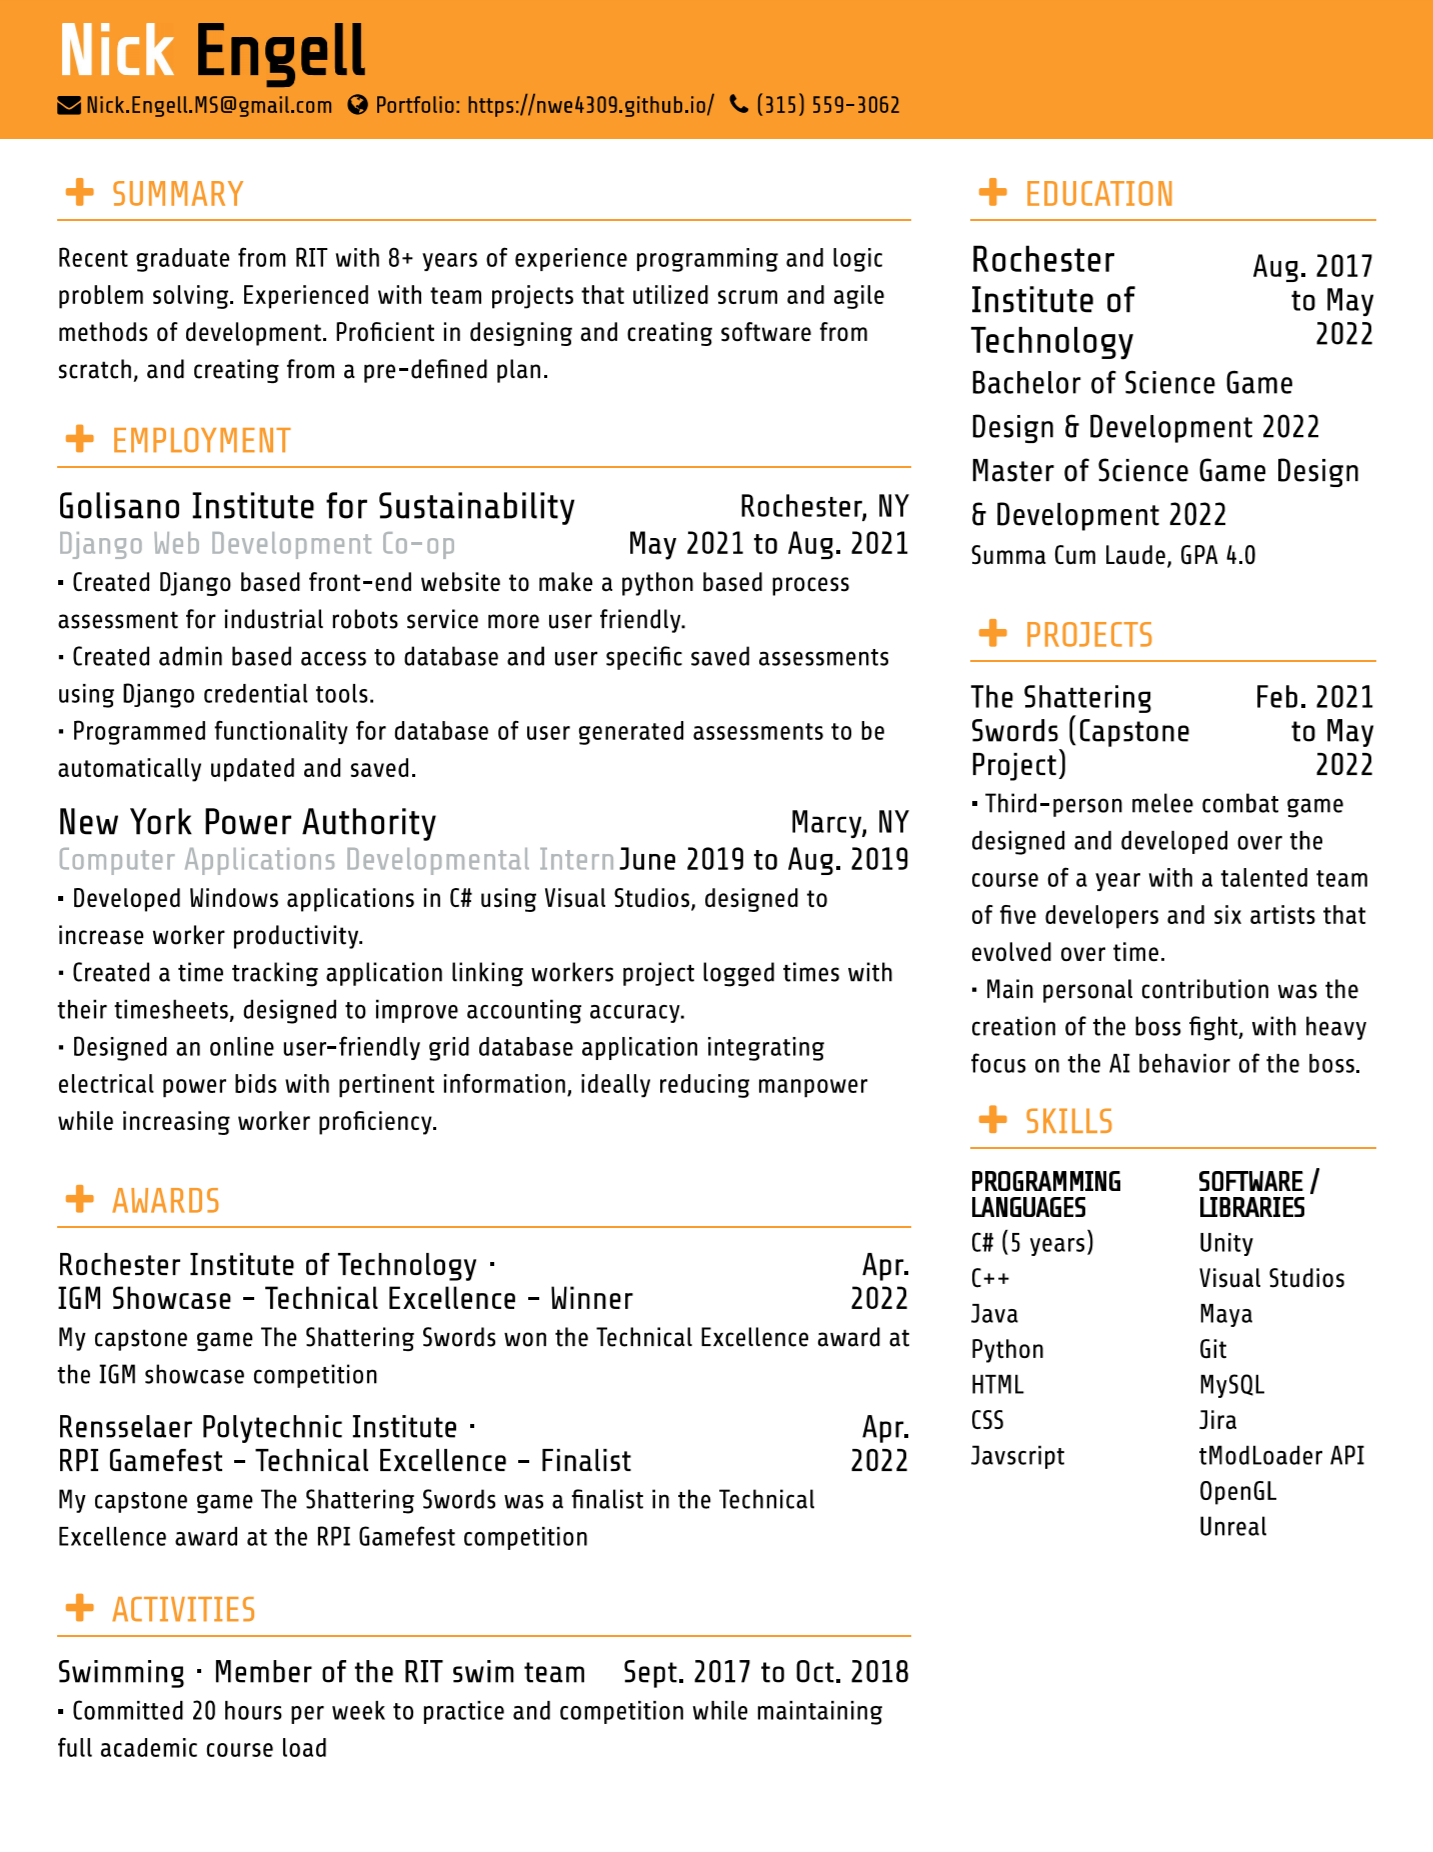 Nick Engell
Nick.Engell.MS@gmail.com Portfolio: https://nwe4309.github.io/ (315) 559-3062
SUMMARY
Recent graduate from RIT with 8+ years of experience programming and logic
problem solving. Experienced with team projects that utilized scrum and agile
methods of development. Proficient in designing and creating software from
scratch, and creating from a pre-defined plan.
EMPLOYMENT
Golisano Institute for Sustainability Rochester, NY
Django Web Development Co-op May 2021 to Aug. 2021
• Created Django based front-end website to make a python based process
assessment for industrial robots service more user friendly.
• Created admin based access to database and user specific saved assessments
using Django credential tools.
• Programmed functionality for database of user generated assessments to be
automatically updated and saved.
New York Power Authority Marcy, NY
Computer Applications Developmental Intern June 2019 to Aug. 2019
• Developed Windows applications in C# using Visual Studios, designed to
increase worker productivity.
• Created a time tracking application linking workers project logged times with
their timesheets, designed to improve accounting accuracy.
• Designed an online user-friendly grid database application integrating
electrical power bids with pertinent information, ideally reducing manpower
while increasing worker proficiency.
AWARDS
Rochester Institute of Technology · Apr.
IGM Showcase - Technical Excellence - Winner 2022
My capstone game The Shattering Swords won the Technical Excellence award at
the IGM showcase competition
Rensselaer Polytechnic Institute · Apr.
RPI Gamefest - Technical Excellence - Finalist 2022
My capstone game The Shattering Swords was a finalist in the Technical
Excellence award at the RPI Gamefest competition
ACTIVITIES
Swimming · Member of the RIT swim team Sept. 2017 to Oct. 2018
• Committed 20 hours per week to practice and competition while maintaining
full academic course load
EDUCATION
Rochester Aug. 2017
Institute of to May
Technology 2022
Bachelor of Science Game
Design & Development 2022
Master of Science Game Design
& Development 2022
Summa Cum Laude, GPA 4.0
PROJECTS
The Shattering Feb. 2021
Swords (Capstone to May
Project) 2022
• Third-person melee combat game
designed and developed over the
course of a year with a talented team
of five developers and six artists that
evolved over time.
• Main personal contribution was the
creation of the boss fight, with heavy
focus on the AI behavior of the boss.
SKILLS
PROGRAMMING
LANGUAGES
C# (5 years)
C++
Java
Python
HTML
CSS
Javscript
SOFTWARE /
LIBRARIES
Unity
Visual Studios
Maya
Git
MySQL
Jira
tModLoader API
OpenGL
Unreal